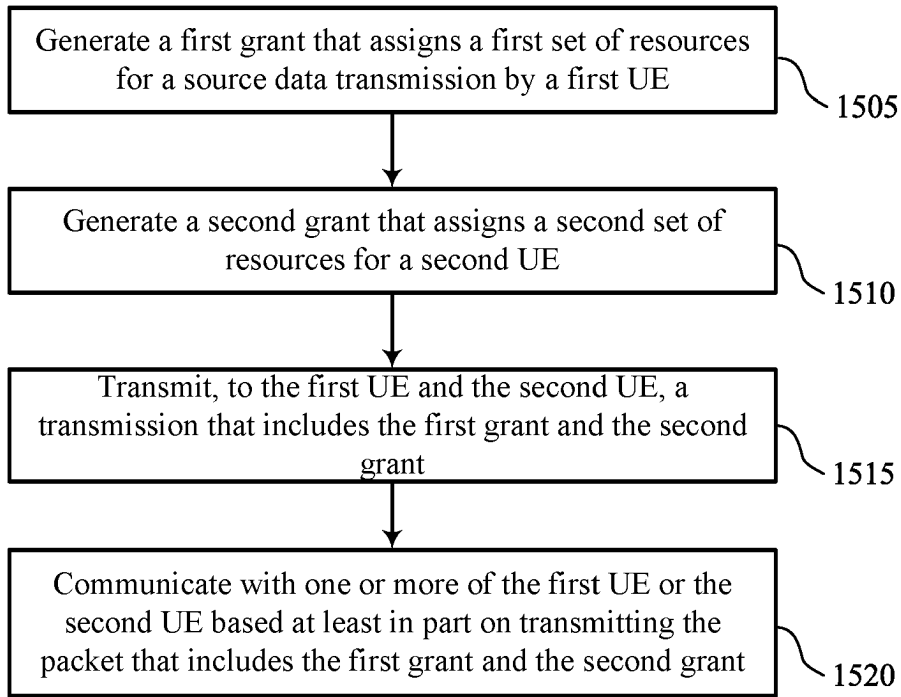 Generate a first grant that assigns a first set of resources
for a source data transmission by a first UE
1505
Generate a second grant that assigns a second set of
resources for a second UE
1510
Transmit, to the first UE and the second UE, a
transmission that includes the first grant and the second
grant
1515
Communicate with one or more of the first UE or the
second UE based at least in part on transmitting the
packet that includes the first grant and the second grant
1520